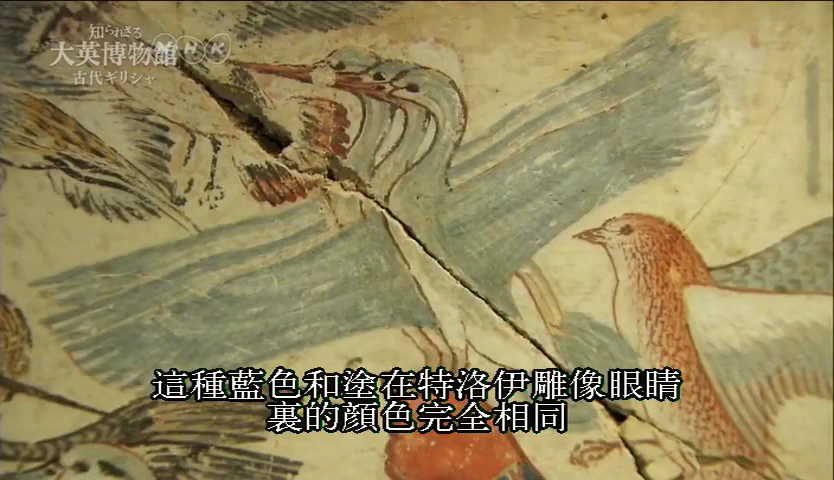 知られざる
大英博物館
NHK
古代ギリシャ
這種藍色和塗在特洛伊雕像眼睛
裏的顏色完全相同